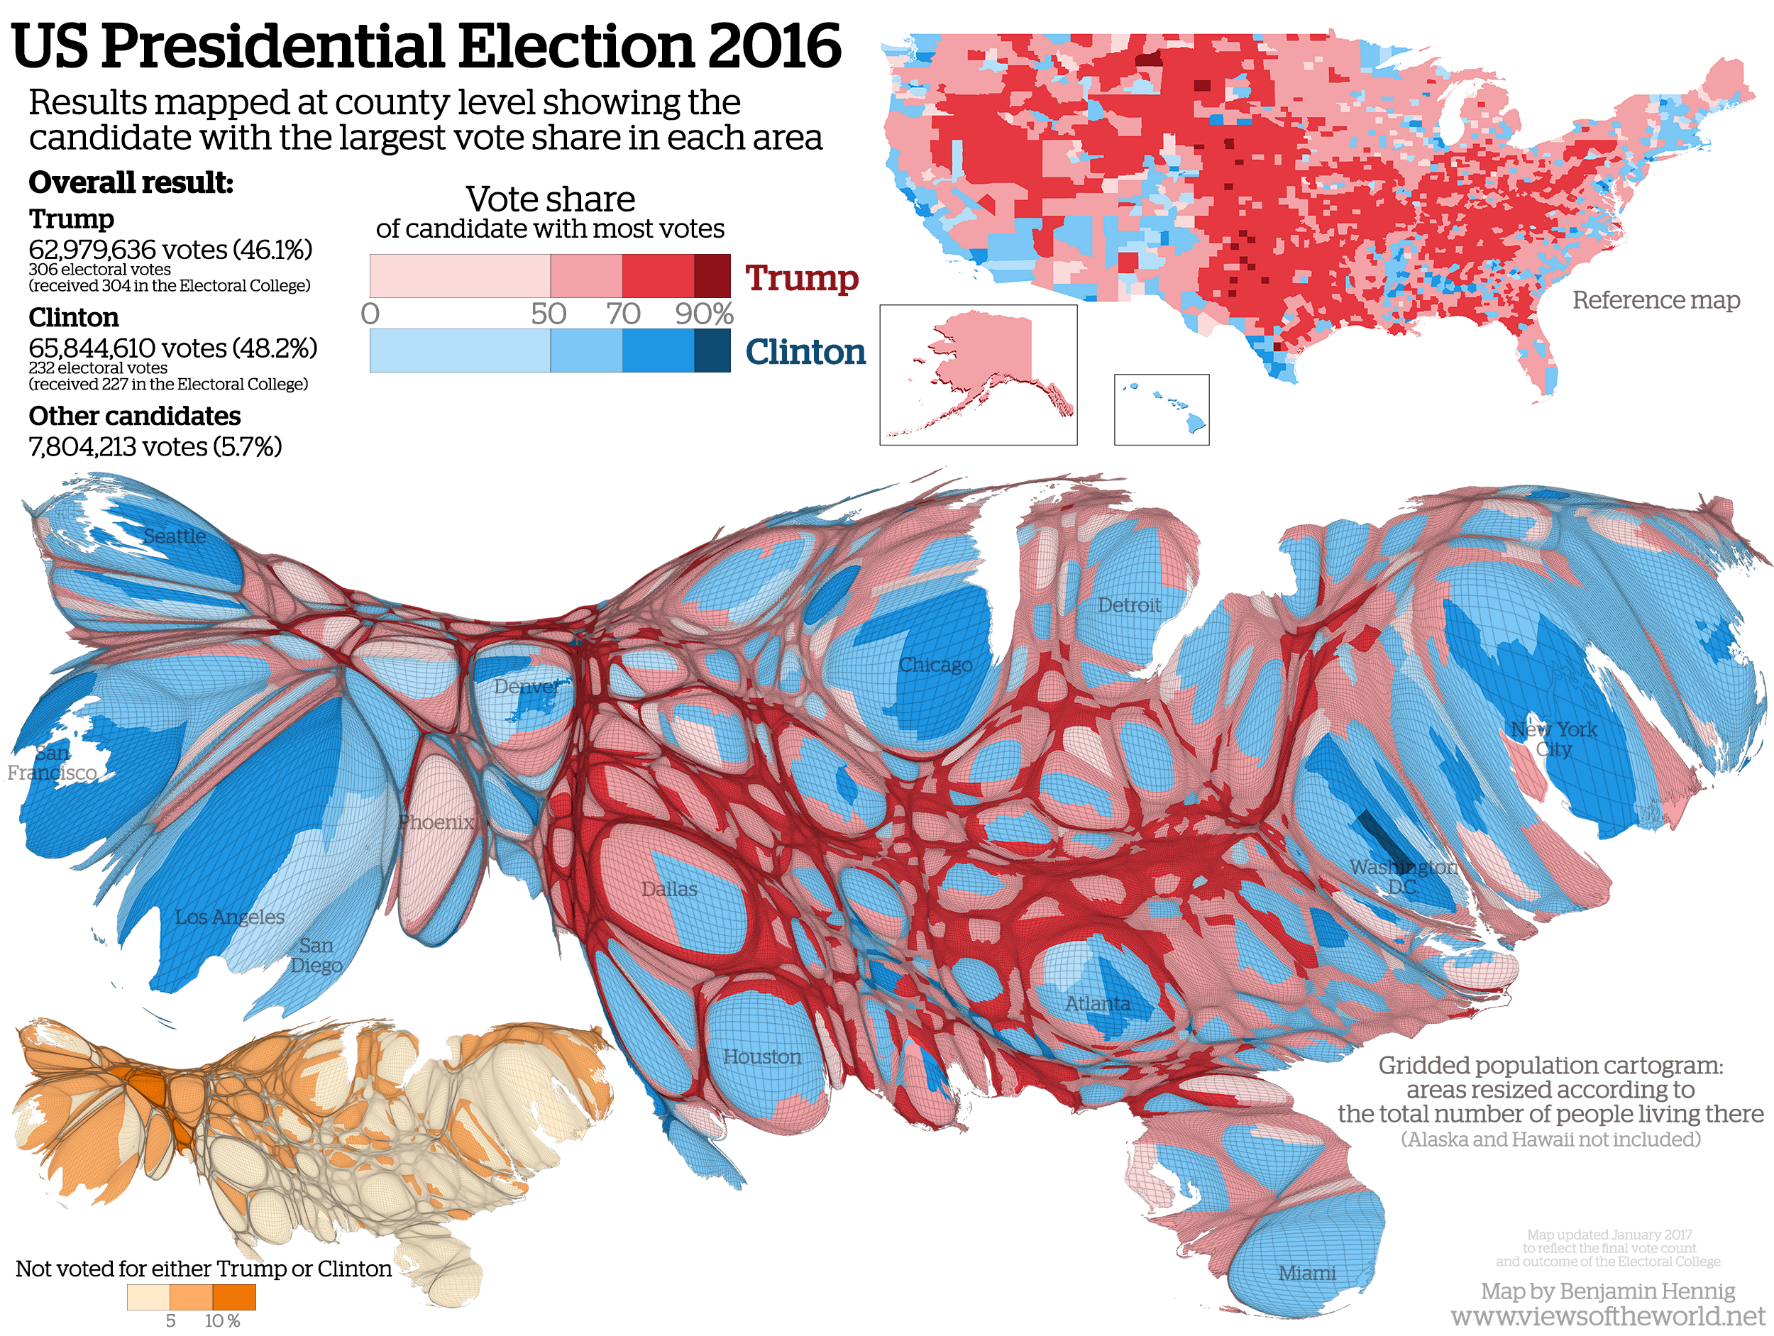 US Presidential Election 2016
Results mapped at county level showing the
candidate with the largest vote share in each area
Overall result:
Trump
62,979,636 votes (46.1%)
306 electoral votes
(received 304 in the Electoral College)
Clinton
65,844,610 votes (48.2%)
232 electoral votes
(received 227 in the Electoral College)
Other candidates
7,804,213 votes (5.7%)
Vote share
of candidate with most votes
Trump
0 50 70 90%
Clinton
Reference map
Seattle
Detroit
Chicago
Denver
New York
City
San
Francisco
Phoenix
Washington
D.C.
Dallas
Los Angeles
San
Diego
Atlanta
Houston
Miami
Gridded population cartogram:
areas resized according to
the total number of people living there
(Alaska and Hawaii not included)
Not voted for either Trump or Clinton
5 10 %
Map updated January 2017
to reflect the final vote count
and outcome of the Electoral College
Map by Benjamin Hennig
www.viewsoftheworld.net